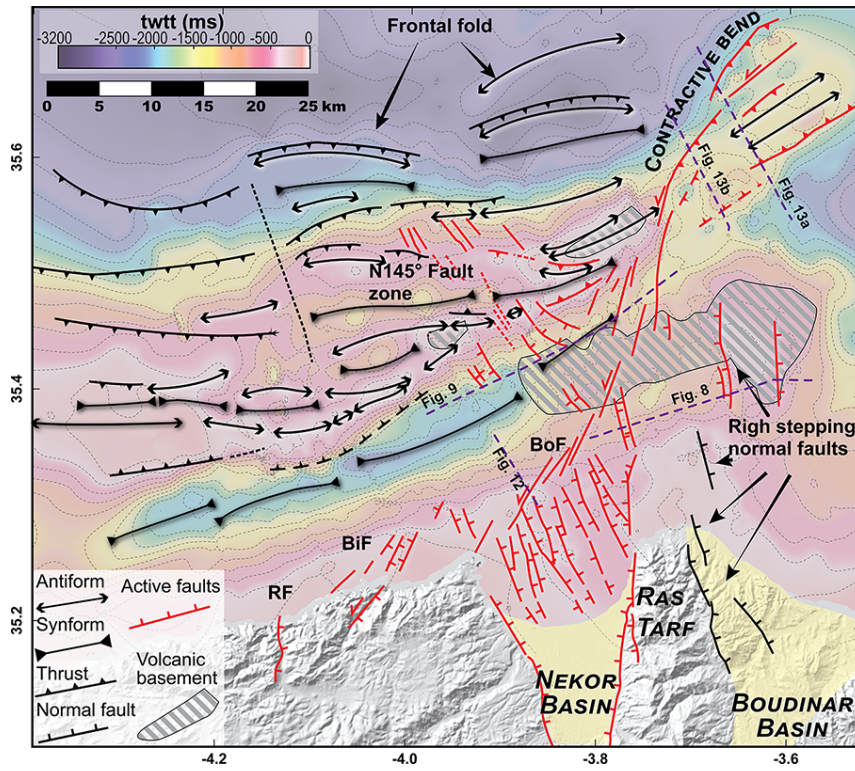 twtt (ms)
-3200 -2500 -2000 -1500 -1000 -500 0
0 5 10 15 20 25 km
Frontal fold
CONTRACTIVE BEND
Fig. 13b
Fig. 13a
35.6
N145° Fault
zone
35.4
Fig. 9
Fig. 8
Righ stepping
normal faults
BoF
Fig. 12
BiF
RF
35.2
RAS
TARF
NEKOR
BASIN
BOUDINAR
BASIN
Antiform
Active faults
Synform
Thrust
Volcanic
basement
Normal fault
-4.2 -4.0 -3.8 -3.6